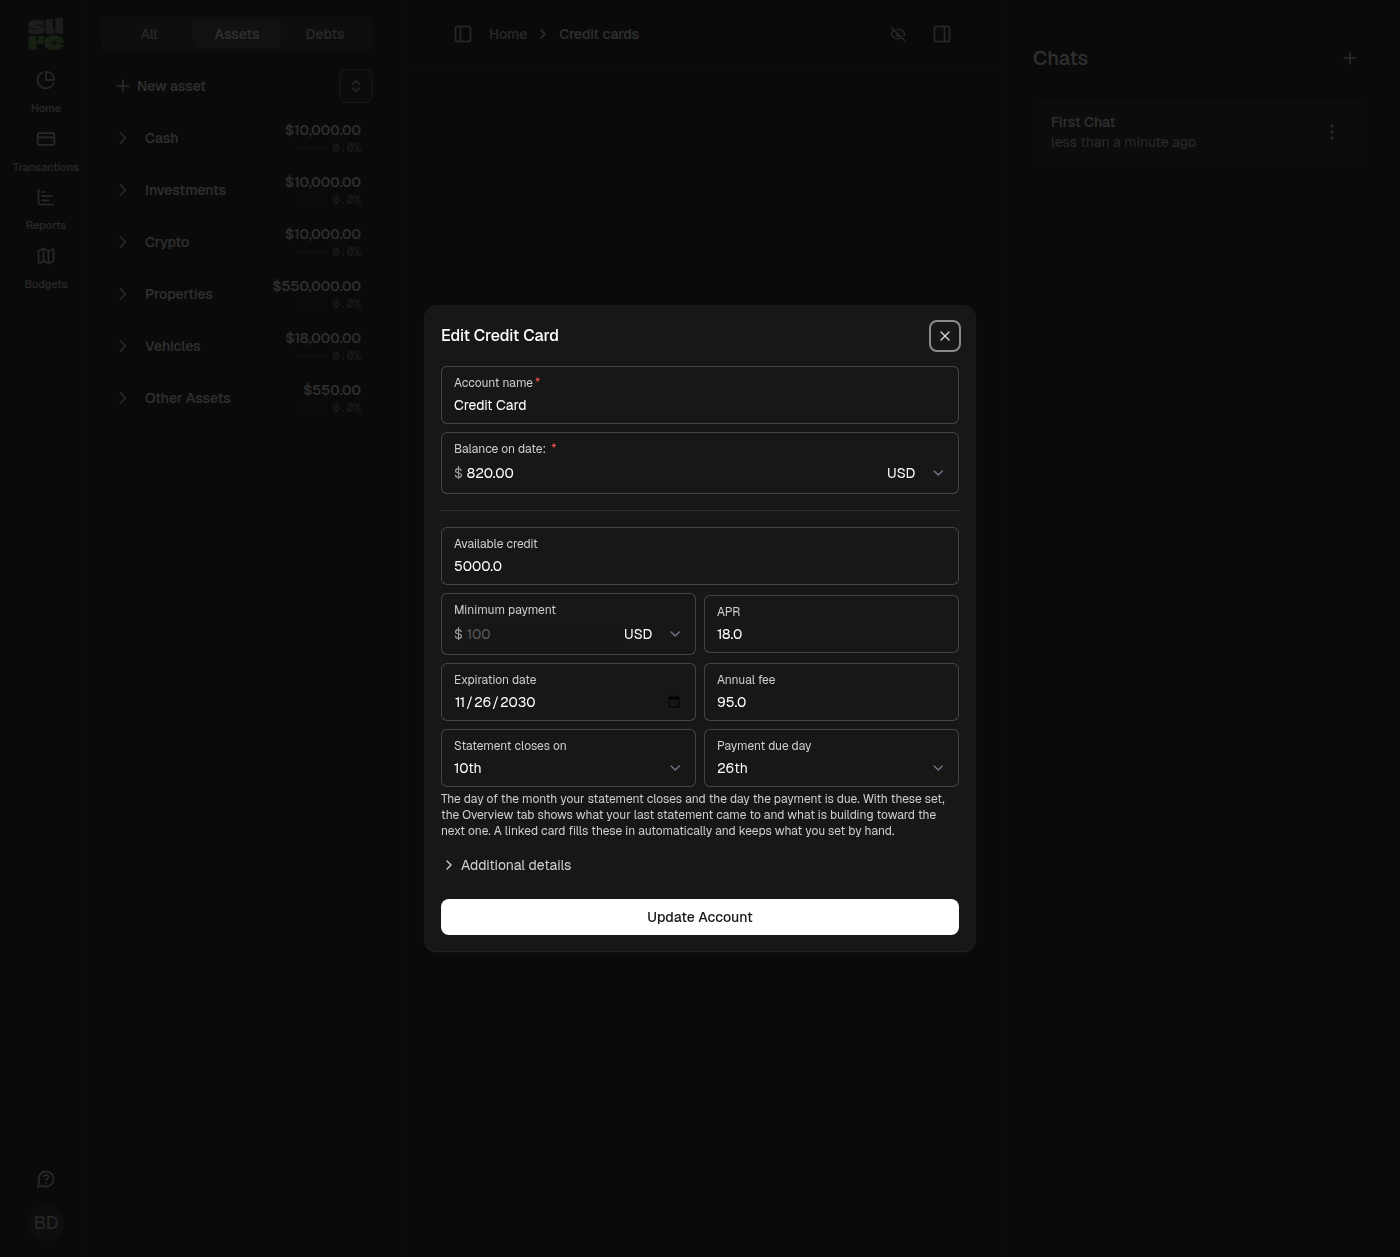 sure
Home
Transactions
Reports
Budgets
BD
All
Assets
Debts
New asset
Cash
$10,000.00
0.0%
Investments
$10,000.00
0.0%
Crypto
$10,000.00
0.0%
Properties
$550,000.00
0.0%
Vehicles
$18,000.00
0.0%
Other Assets
$550.00
0.0%
Home
Credit cards
Edit Credit Card
Account name*
Credit Card
Balance on date: *
$ 820.00
USD
Available credit
5000.0
Minimum payment
$ 100
USD
APR
18.0
Expiration date
11/26/2030
Annual fee
95.0
Statement closes on
10th
Payment due day
26th
The day of the month your statement closes and the day the payment is due. With these set,
the Overview tab shows what your last statement came to and what is building toward the
next one. A linked card fills these in automatically and keeps what you set by hand.
Additional details
Update Account
Chats
First Chat
less than a minute ago